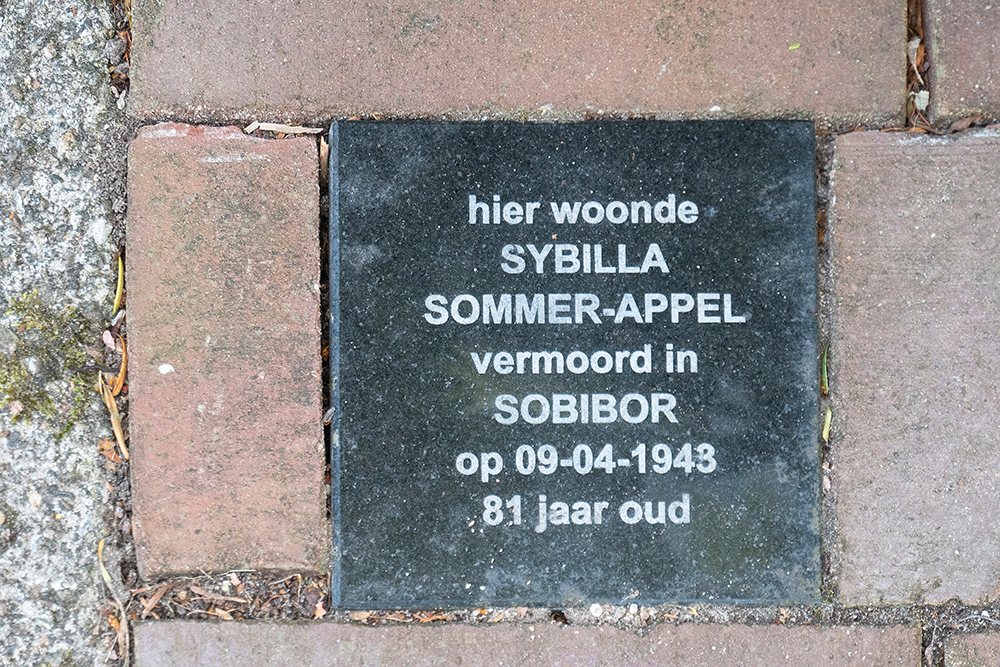 hier woonde
SYBILLA
SOMMER-APPEL
vermoord in
SOBIBOR
op 09-04-1943
81 jaar oud